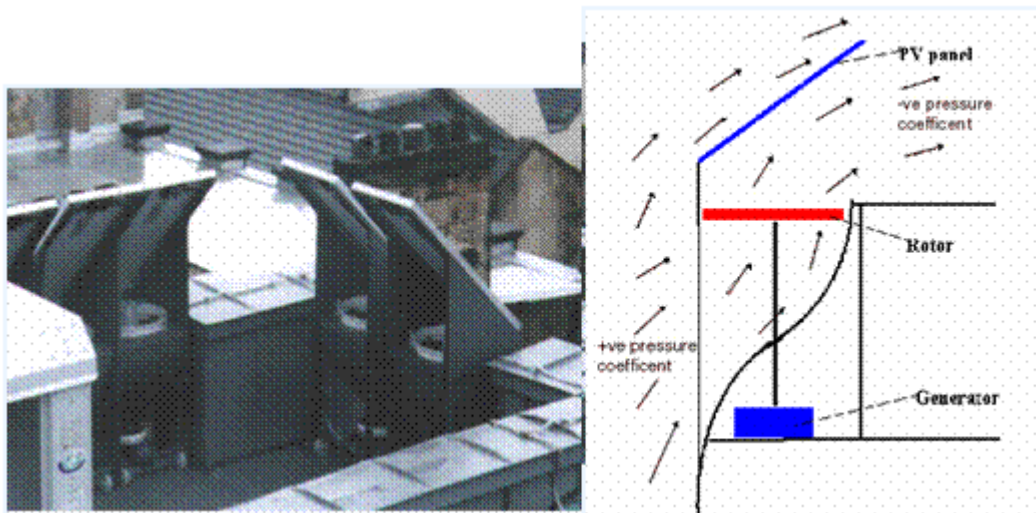 PV panel
-ve pressure
coefficent
Rotor
+ve pressure
coefficent
Generator